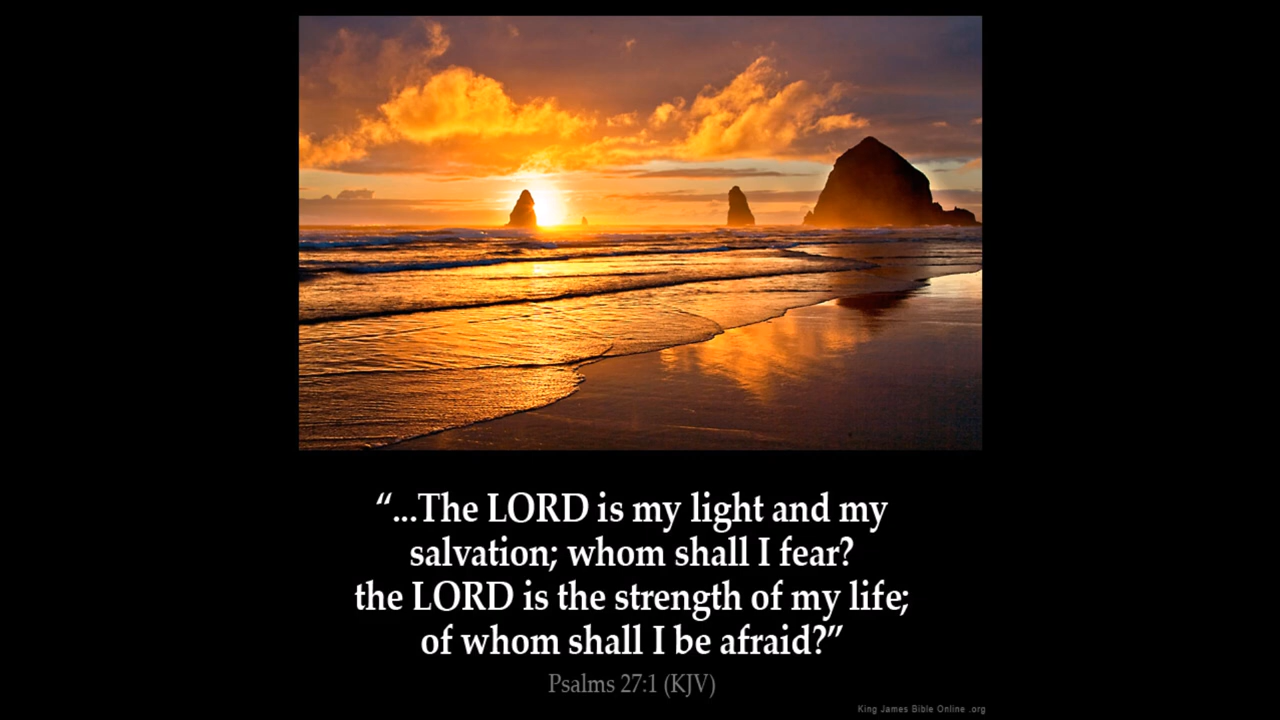 “...The LORD is my light and my
salvation; whom shall I fear?
the LORD is the strength of my life;
of whom shall I be afraid?”
Psalms 27:1 (KJV)
King James Bible Online .org